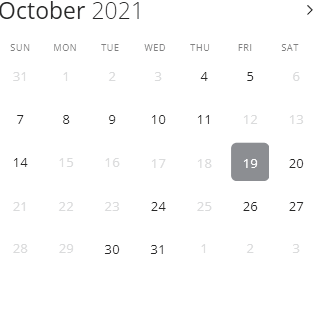 October 2021 >
SUN MON TUE WED THU FRI SAT
31 1 2 3 4 5 6
7 8 9 10 11 12 13
14 15 16 17 18 19 20
21 22 23 24 25 26 27
28 29 30 31 1 2 3